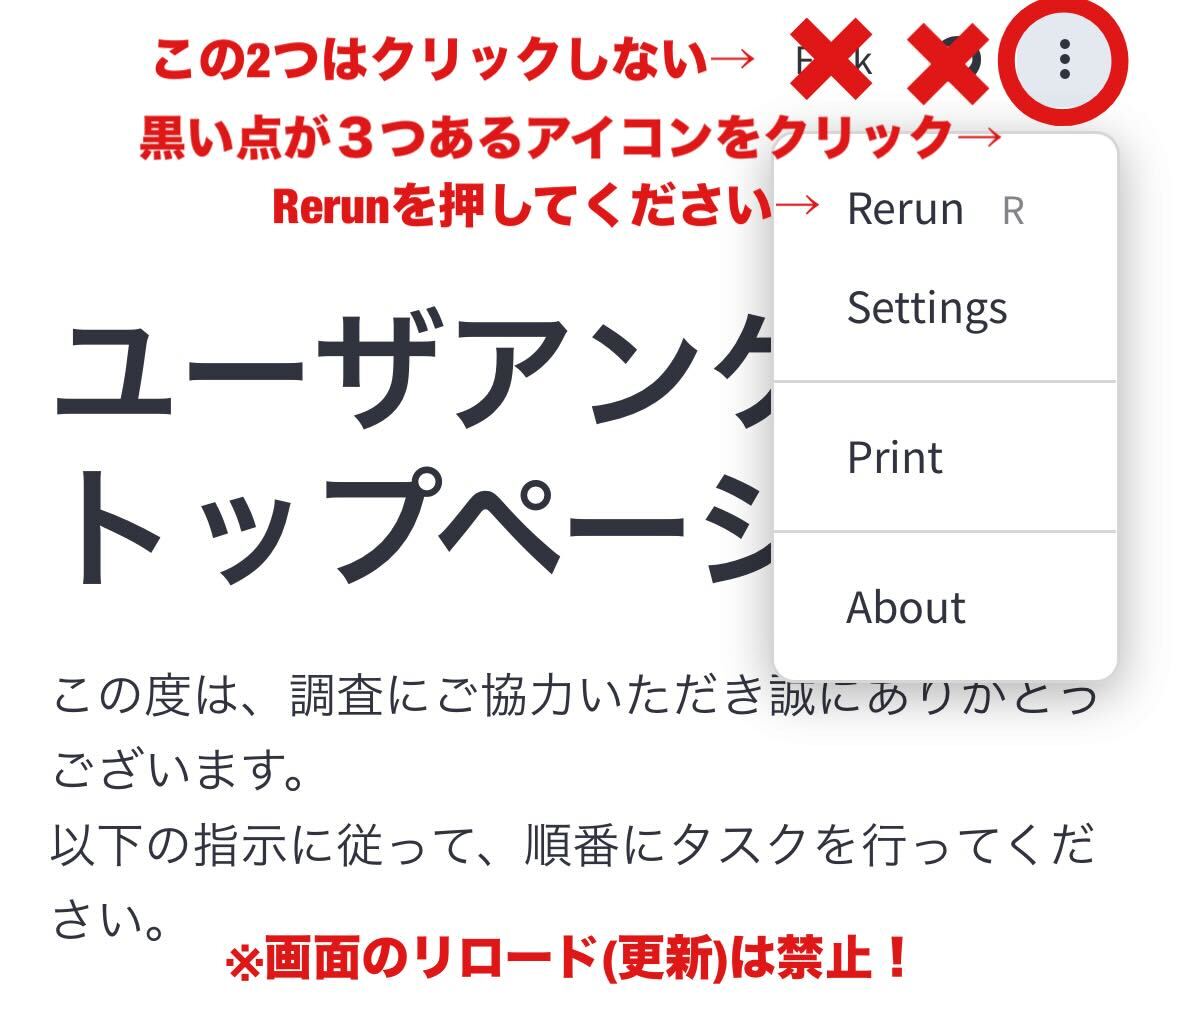 この2つはクリックしない→
黒い点が３つあるアイコンをクリック→
Rerunを押してください→
Rerun R
Settings
Print
About
ユーザアンケ
トップページ
この度は、調査にご協力いただき誠にありがとう
ございます。
以下の指示に従って、順番にタスクを行ってくだ
さい。
※画面のリロード(更新)は禁止！